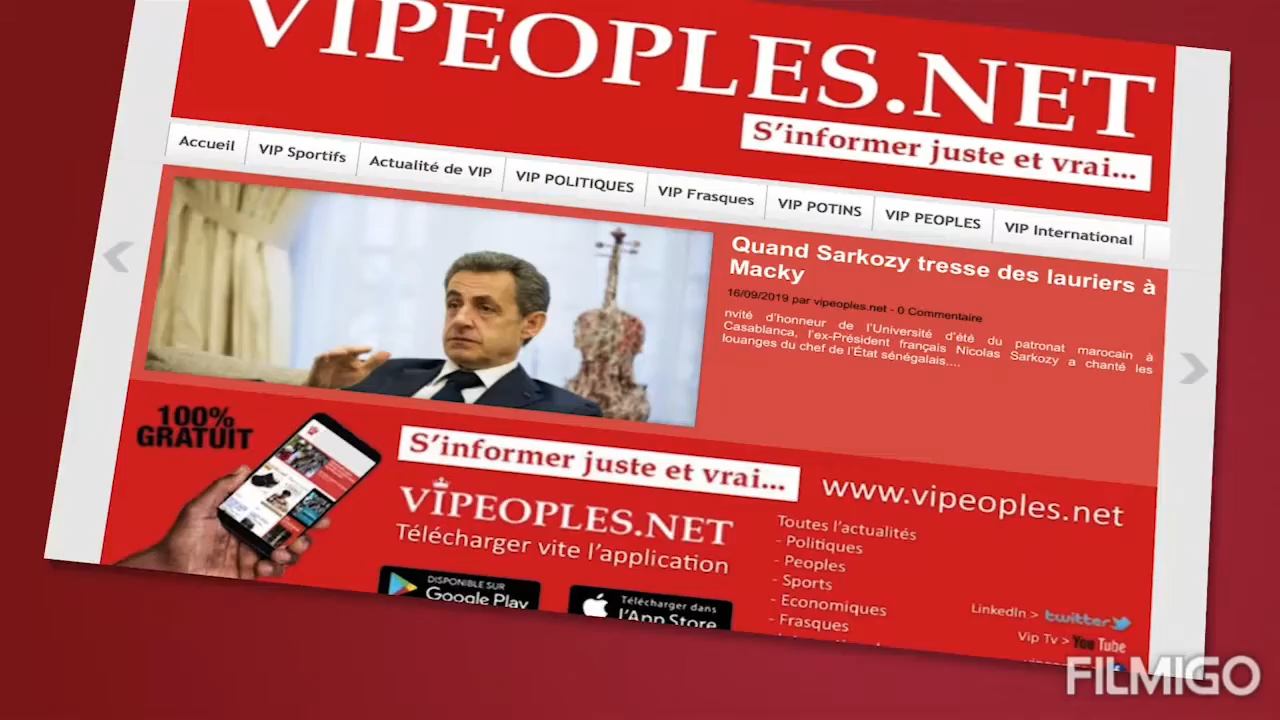 VIPEOPLES.NET
S'informer juste et vrai...
Accueil
VIP Sportifs
Actualité de VIP
VIP POLITIQUES
VIP Frasques
VIP POTINS
VIP PEOPLES
VIP International
Quand Sarkozy tresse des lauriers à
Macky
16/09/2019 par vipeoples.net - 0 Commentaire
nvité d'honneur de l'Université d'été du patronat marocain à
Casablanca, l'ex-Président français Nicolas Sarkozy a chanté les
louanges du chef de l'État sénégalais....
100%
GRATUIT
S'informer juste et vrai...
VIPEOPLES.NET
Télécharger vite l'application
DISPONIBLE SUR
Google Play
Télécharger dans
l'App Store
www.vipeoples.net
Toutes l'actualités
- Politiques
- Peoples
- Sports
- Economiques
- Frasques
LinkedIn > twitter
Vip Tv > You Tube
FILMIGO